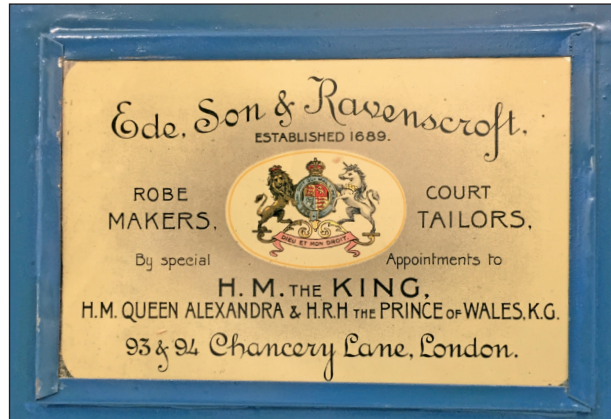 Ede, Son & Ravenscroft.
ESTABLISHED 1689.
ROBE MAKERS,
COURT TAILORS,
DIEU ET MON DROIT
By special Appointments to
H.M. THE KING,
H.M. QUEEN ALEXANDRA & H.R.H THE PRINCE OF WALES, K.G.
93 & 94 Chancery Lane, London.